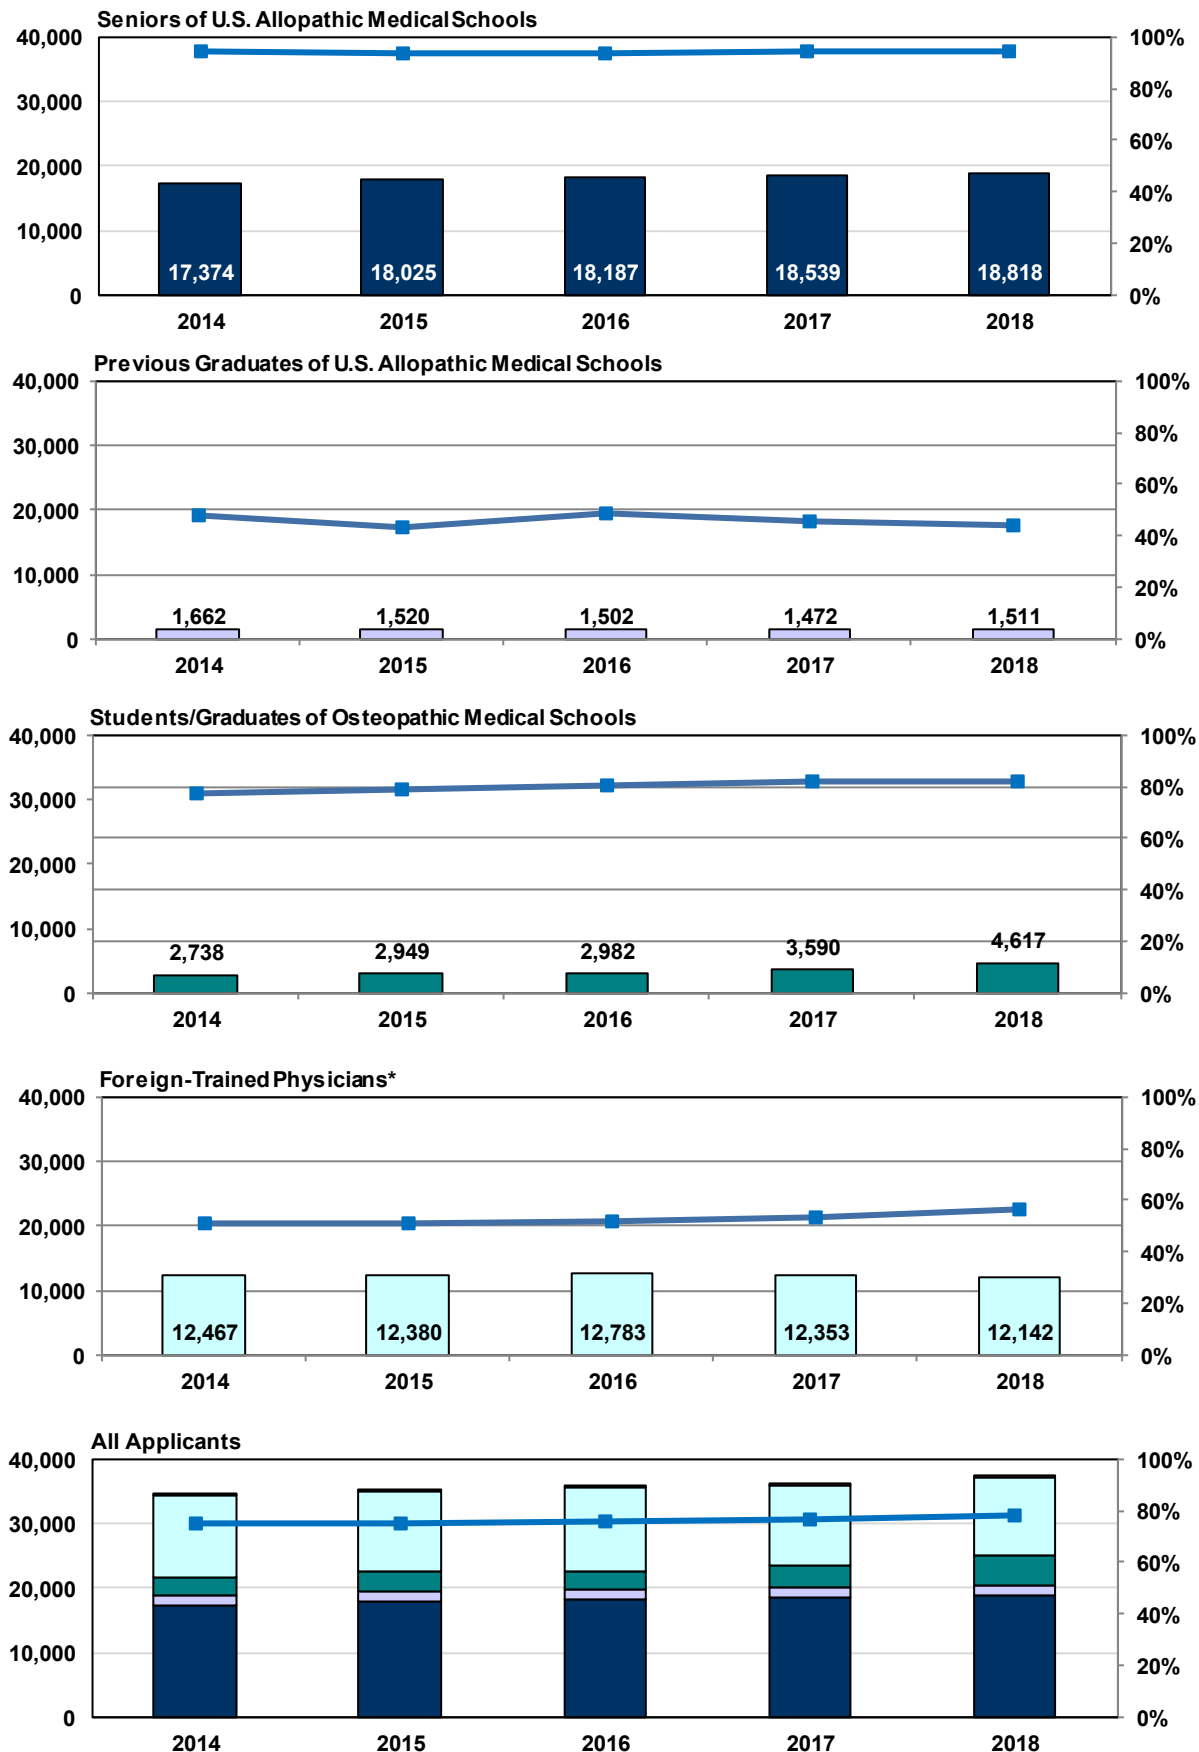 Seniors of U.S. Allopathic Medical Schools
40,000 100%
30,000 80%
60%
20,000 40%
10,000 20%
0 0%
17,374 18,025 18,187 18,539 18,818
2014 2015 2016 2017 2018
Previous Graduates of U.S. Allopathic Medical Schools
40,000 100%
30,000 80%
60%
20,000 40%
10,000 20%
1,662 1,520 1,502 1,472 1,511
0 0%
2014 2015 2016 2017 2018
Students/Graduates of Osteopathic Medical Schools
40,000 100%
30,000 80%
60%
20,000 40%
10,000 20%
2,738 2,949 2,982 3,590 4,617
0 0%
2014 2015 2016 2017 2018
Foreign-Trained Physicians*
40,000 100%
30,000 80%
60%
20,000 40%
10,000 20%
12,467 12,380 12,783 12,353 12,142
0 0%
2014 2015 2016 2017 2018
All Applicants
40,000 100%
30,000 80%
60%
20,000 40%
10,000 20%
0 0%
2014 2015 2016 2017 2018